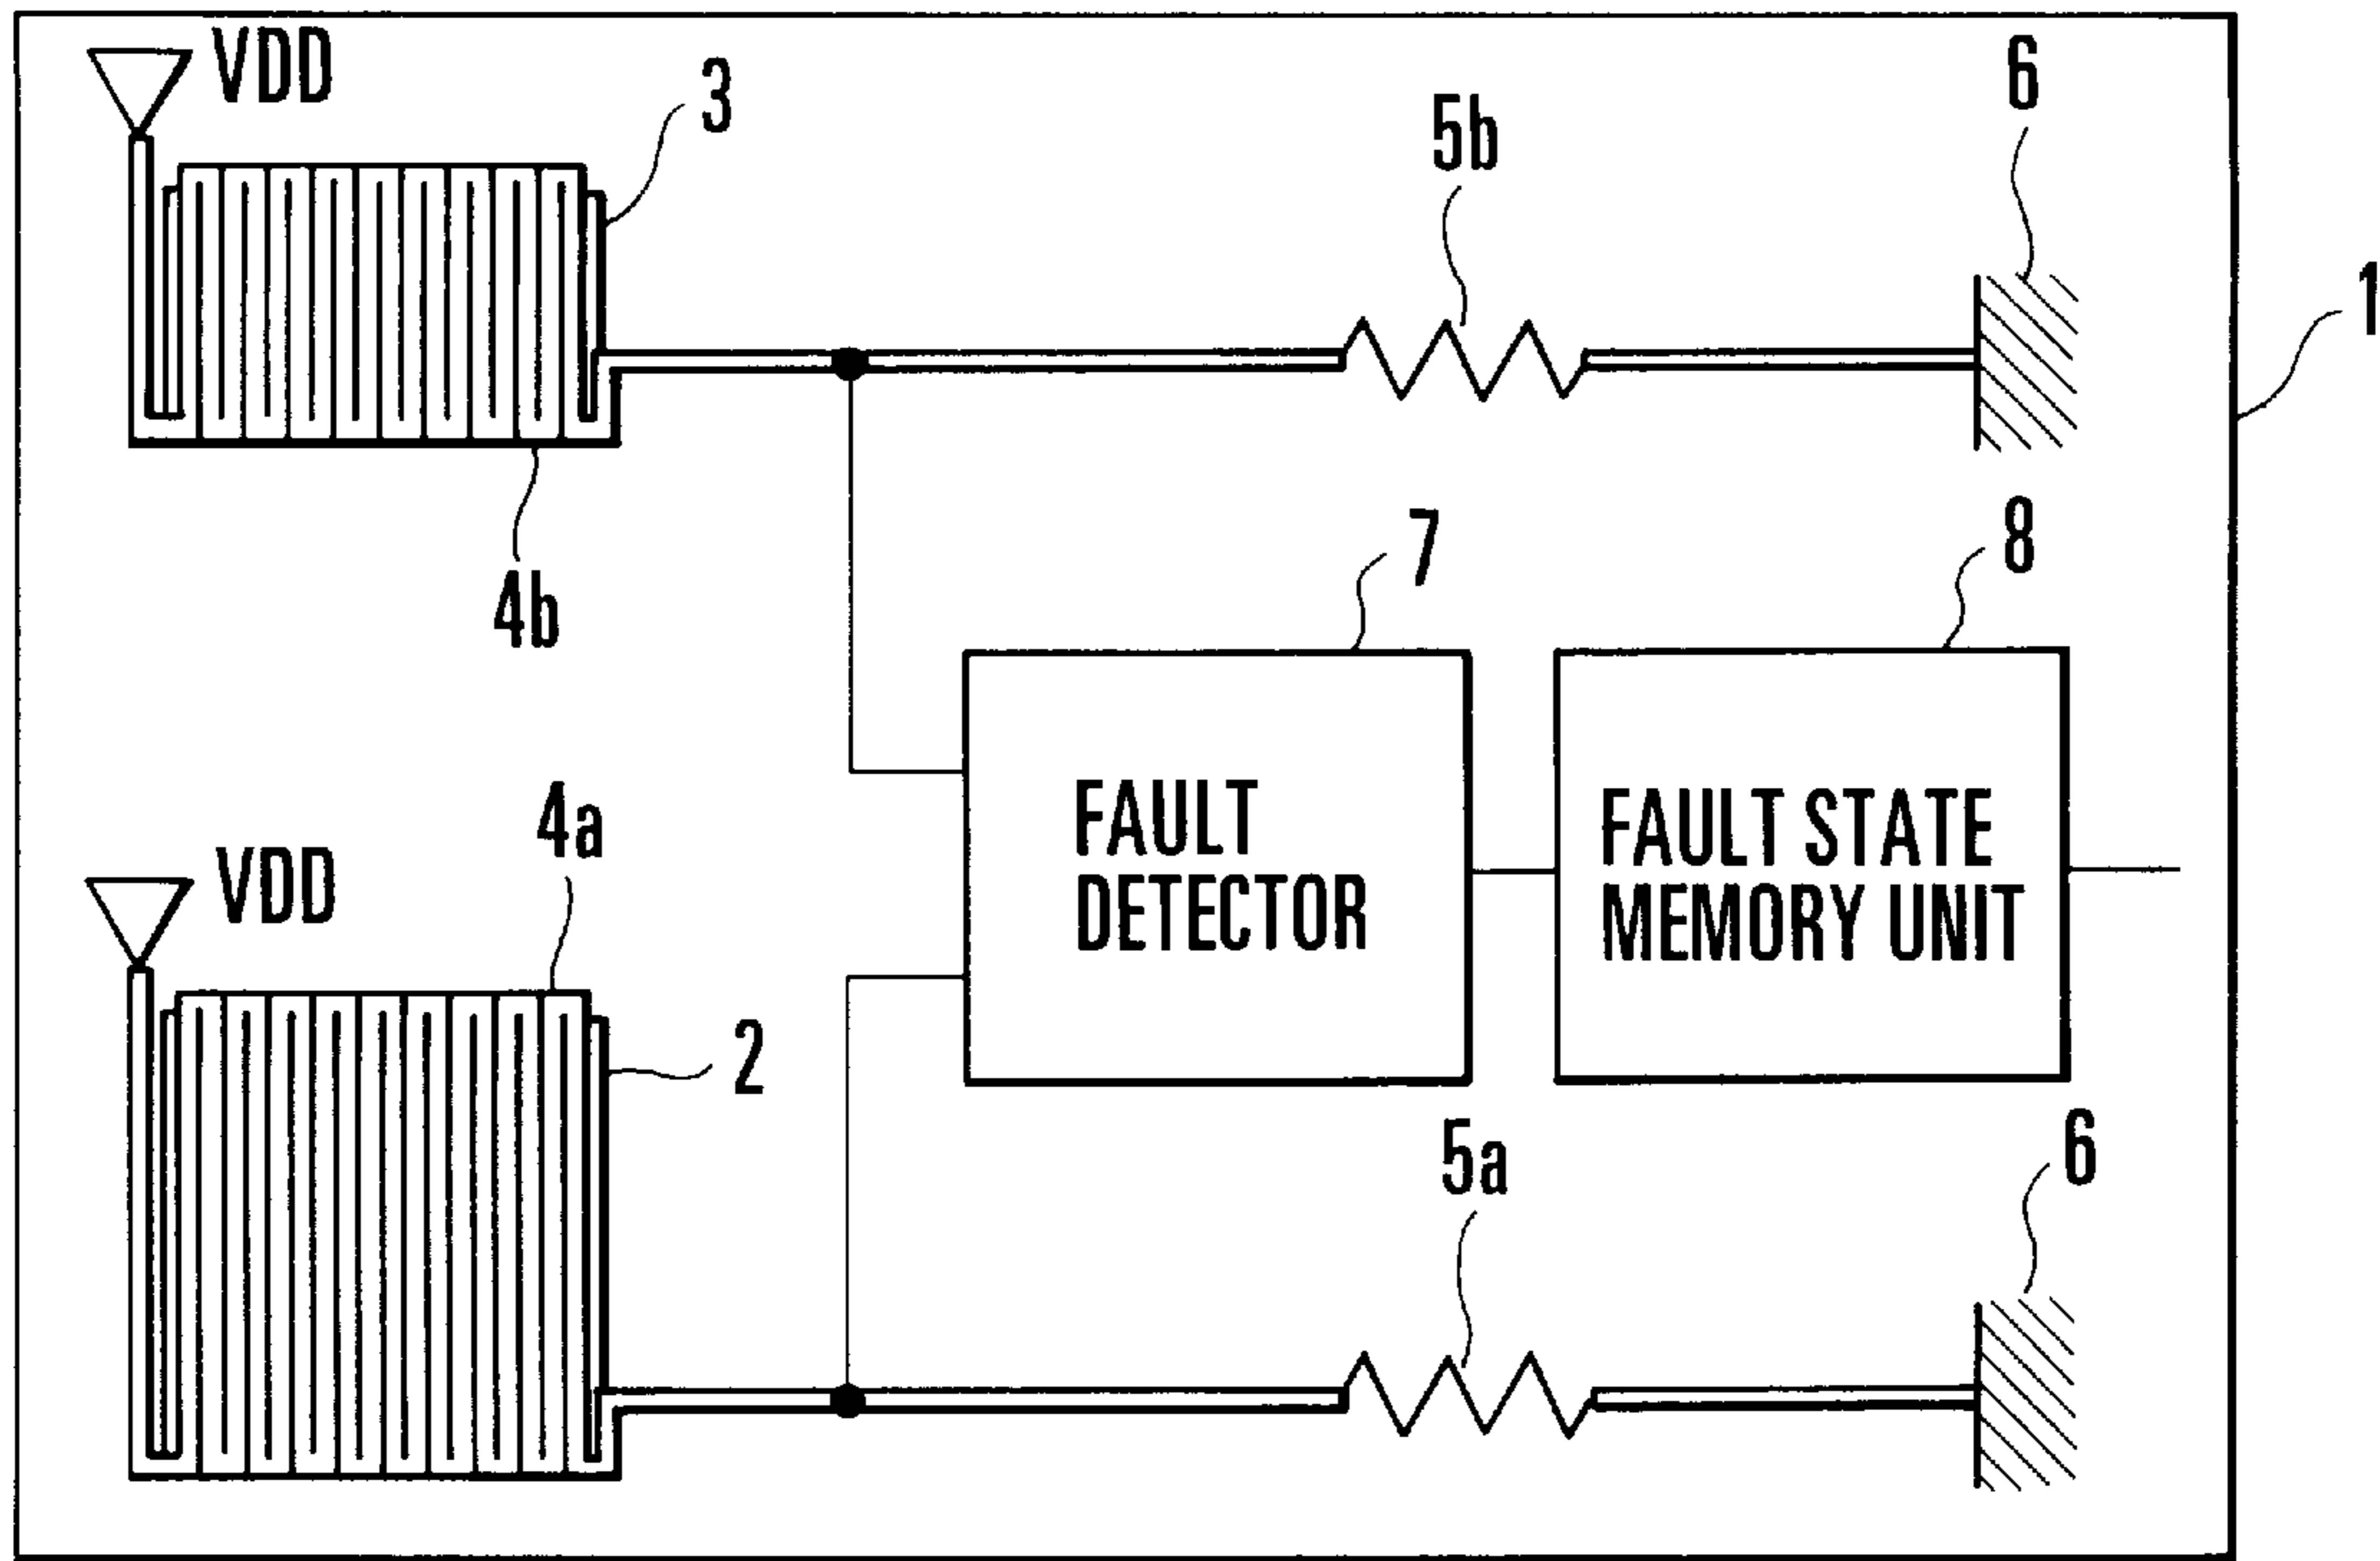 VDD
3
5b
6
1
4b
7
8
FAULT
DETECTOR
FAULT STATE
MEMORY UNIT
4a
VDD
2
5a
6